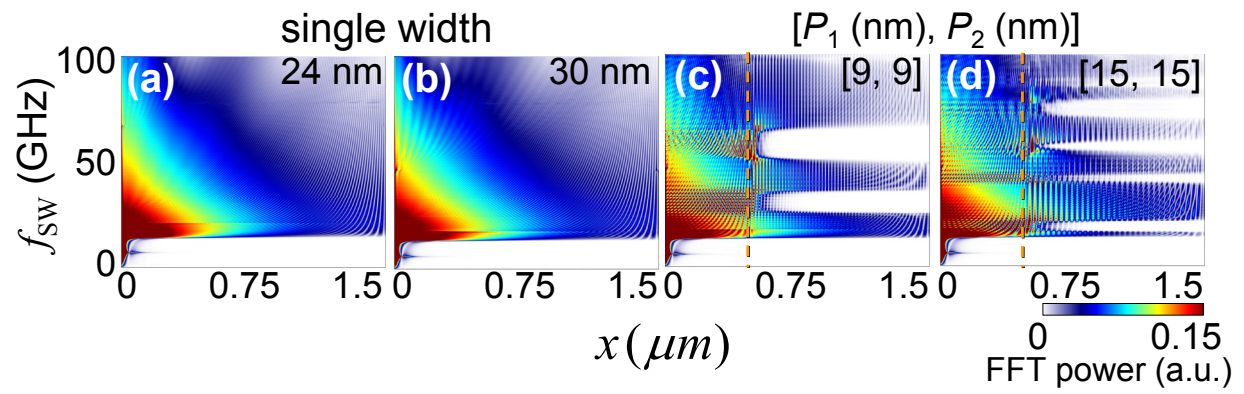 single width [P₁ (nm), P₂ (nm)]
(a) 24 nm (b) 30 nm (c) [9, 9] (d) [15, 15]
100
50
0
f_SW (GHz)
0 0.75 1.5 0 0.75 1.5 0 0.75 1.5 0 0.75 1.5
x (μm)
0 0.15
FFT power (a.u.)